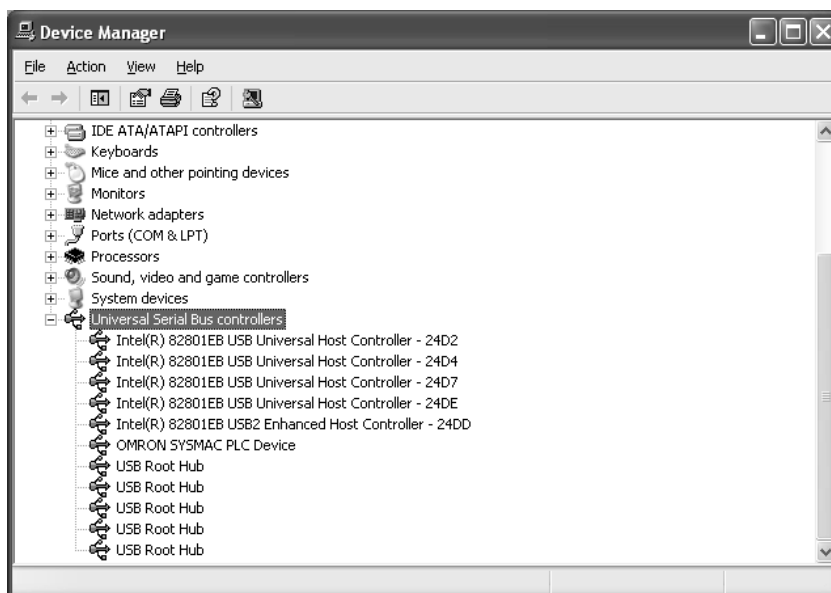 Device Manager
File Action View Help
IDE ATA/ATAPI controllers
Keyboards
Mice and other pointing devices
Monitors
Network adapters
Ports (COM & LPT)
Processors
Sound, video and game controllers
System devices
Universal Serial Bus controllers
Intel(R) 82801EB USB Universal Host Controller - 24D2
Intel(R) 82801EB USB Universal Host Controller - 24D4
Intel(R) 82801EB USB Universal Host Controller - 24D7
Intel(R) 82801EB USB Universal Host Controller - 24DE
Intel(R) 82801EB USB2 Enhanced Host Controller - 24DD
OMRON SYSMAC PLC Device
USB Root Hub
USB Root Hub
USB Root Hub
USB Root Hub
USB Root Hub